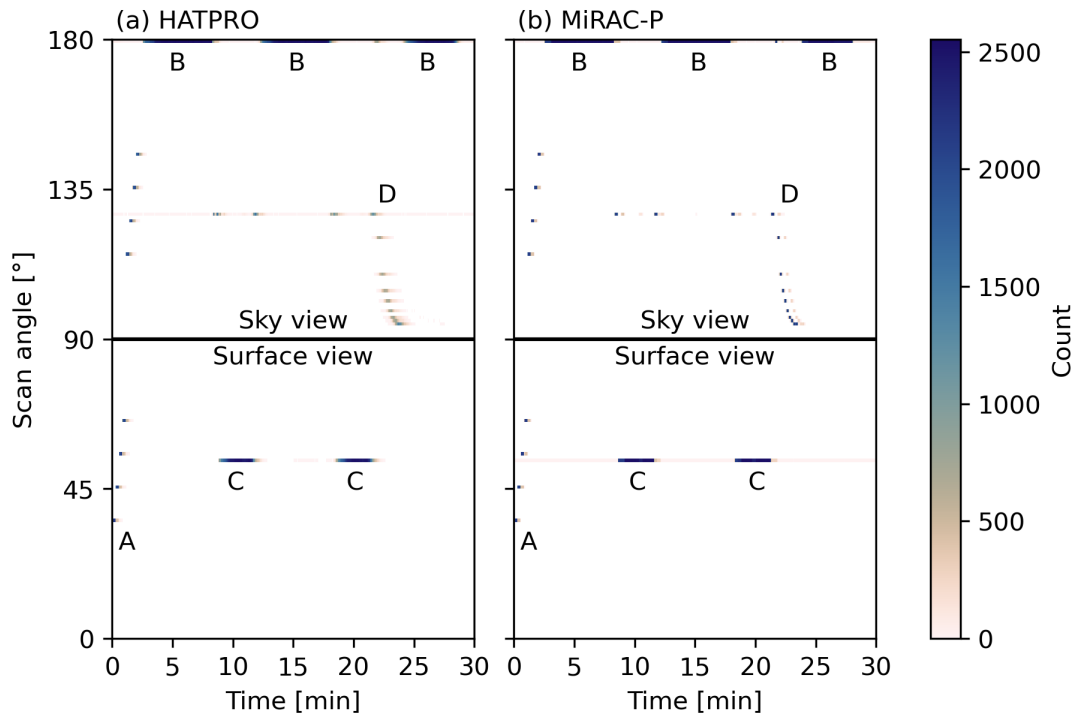 (a) HATPRO
(b) MiRAC-P
180
135
90
45
0
Scan angle [°]
B B B
D
Sky view
Surface view
C C
A
0 5 10 15 20 25 30
Time [min]
B B B
D
Sky view
Surface view
C C
A
0 5 10 15 20 25 30
Time [min]
2500
2000
1500
1000
500
0
Count